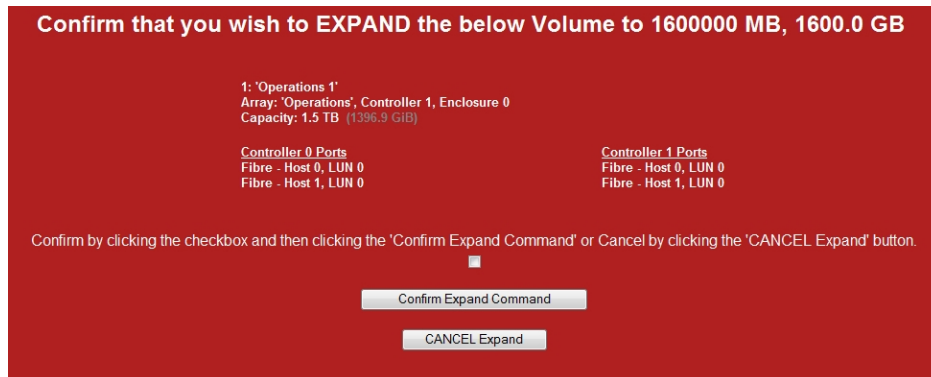 Confirm that you wish to EXPAND the below Volume to 1600000 MB, 1600.0 GB
1: 'Operations 1'
Array: 'Operations', Controller 1, Enclosure 0
Capacity: 1.5 TB (1396.9 GiB)
Controller 0 Ports
Fibre - Host 0, LUN 0
Fibre - Host 1, LUN 0
Controller 1 Ports
Fibre - Host 0, LUN 0
Fibre - Host 1, LUN 0
Confirm by clicking the checkbox and then clicking the 'Confirm Expand Command' or Cancel by clicking the 'CANCEL Expand' button.
Confirm Expand Command
CANCEL Expand